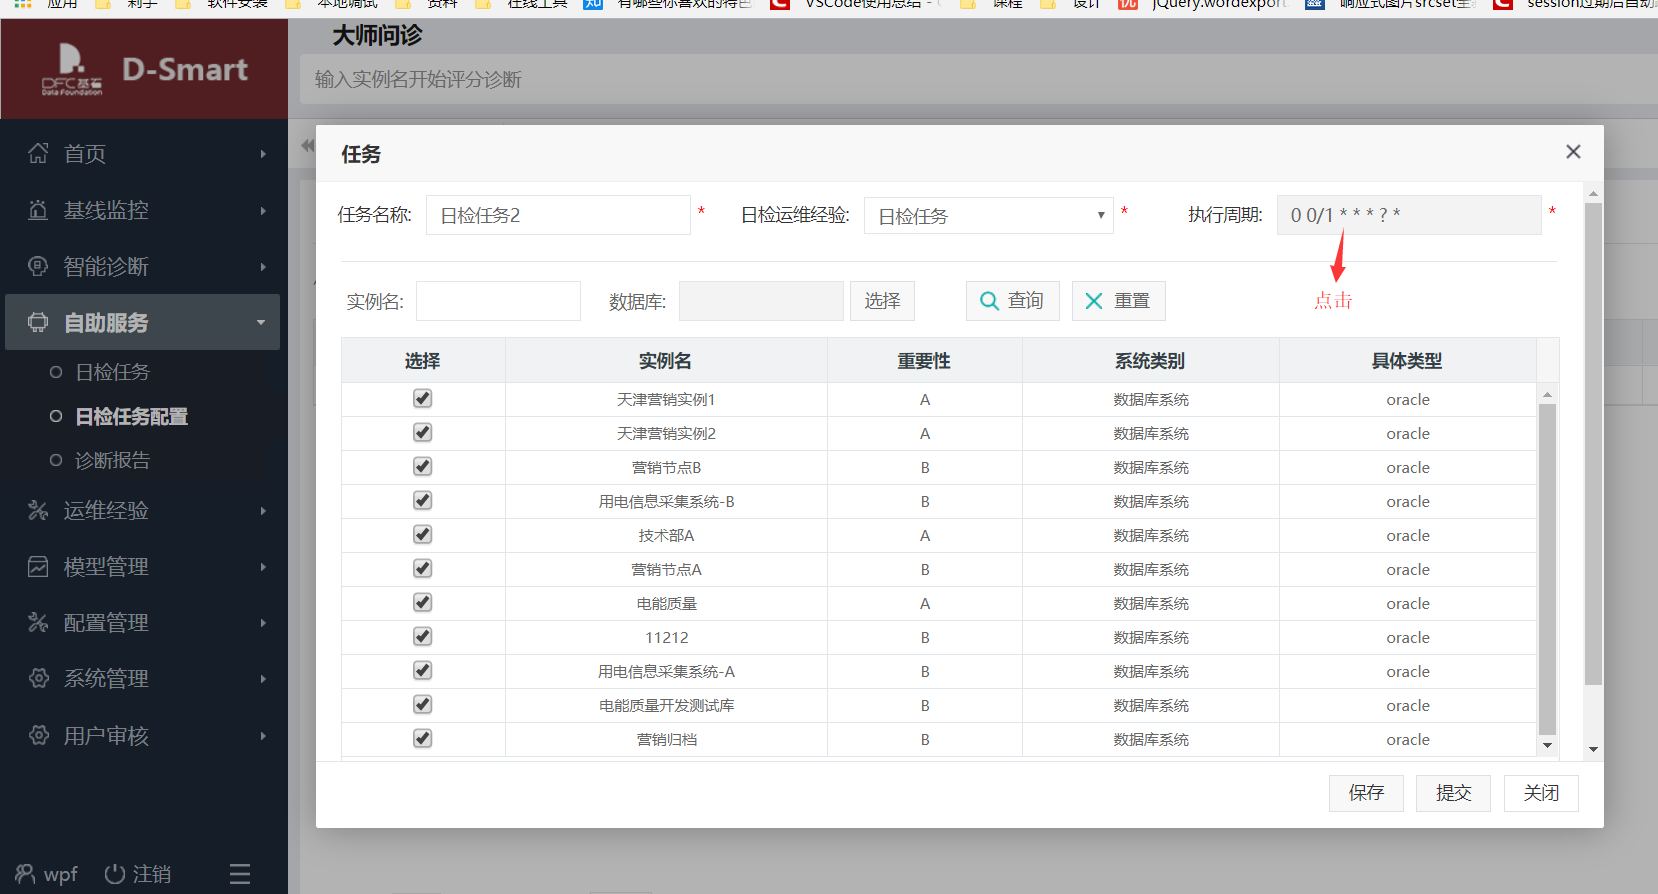 应用 利手 软件安装 本地调试 资料 在线工具 知 有哪些你喜欢的特色 C VSCode使用总结 - 课程 设计 优 jQuery.wordexport C session过期后自动
DFC基石
Data Foundation
D-Smart
首页
基线监控
智能诊断
自助服务
日检任务
日检任务配置
诊断报告
运维经验
模型管理
配置管理
系统管理
用户审核
wpf 注销
大师问诊
输入实例名开始评分诊断
任务
任务名称: 日检任务2 * 日检运维经验: 日检任务 * 执行周期: 0 0/1 * * * ? * *
点击
实例名: 数据库: 选择 查询 重置
选择 实例名 重要性 系统类别 具体类型
天津营销实例1 A 数据库系统 oracle
天津营销实例2 A 数据库系统 oracle
营销节点B B 数据库系统 oracle
用电信息采集系统-B B 数据库系统 oracle
技术部A A 数据库系统 oracle
营销节点A B 数据库系统 oracle
电能质量 A 数据库系统 oracle
11212 B 数据库系统 oracle
用电信息采集系统-A B 数据库系统 oracle
电能质量开发测试库 B 数据库系统 oracle
营销归档 B 数据库系统 oracle
保存 提交 关闭